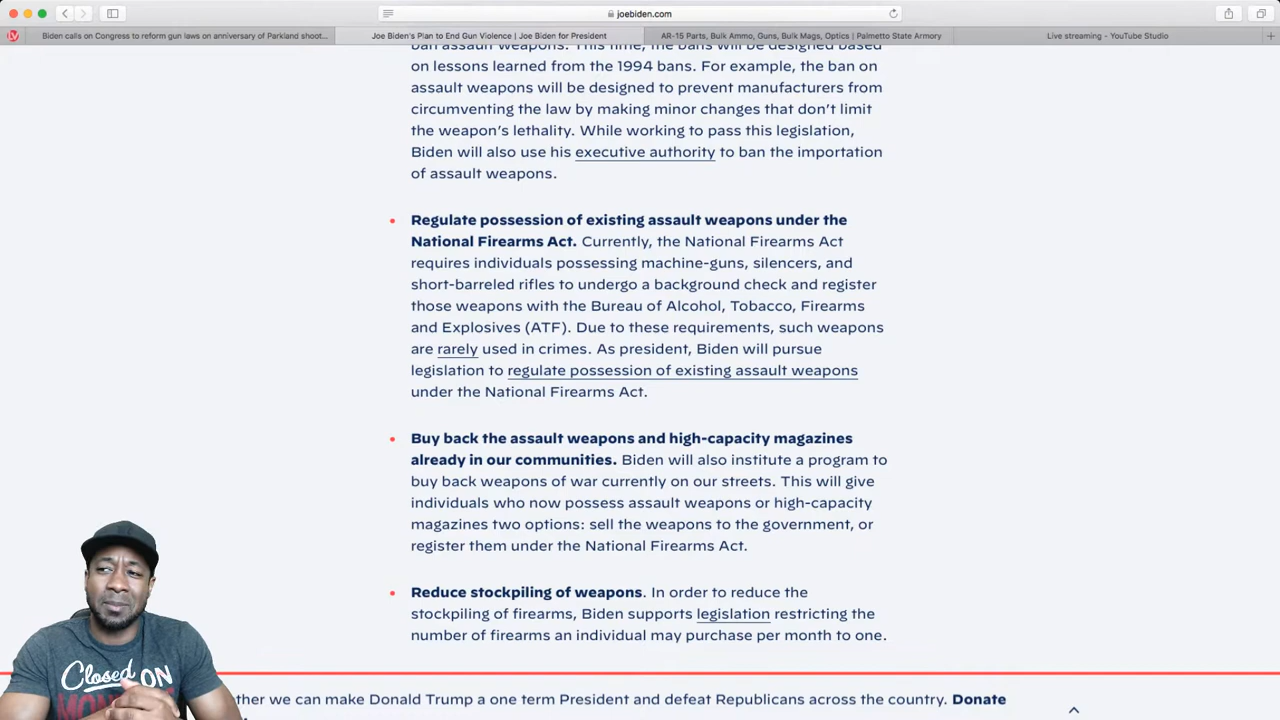 joebiden.com
Biden calls on Congress to reform gun laws on anniversary of Parkland shoot...
Joe Biden's Plan to End Gun Violence | Joe Biden for President
AR-15 Parts, Bulk Ammo, Guns, Bulk Mags, Optics | Palmetto State Armory
Live streaming - YouTube Studio
ban assault weapons. This time, the bans will be designed based
on lessons learned from the 1994 bans. For example, the ban on
assault weapons will be designed to prevent manufacturers from
circumventing the law by making minor changes that don’t limit
the weapon’s lethality. While working to pass this legislation,
Biden will also use his executive authority to ban the importation
of assault weapons.
• Regulate possession of existing assault weapons under the
National Firearms Act. Currently, the National Firearms Act
requires individuals possessing machine-guns, silencers, and
short-barreled rifles to undergo a background check and register
those weapons with the Bureau of Alcohol, Tobacco, Firearms
and Explosives (ATF). Due to these requirements, such weapons
are rarely used in crimes. As president, Biden will pursue
legislation to regulate possession of existing assault weapons
under the National Firearms Act.
• Buy back the assault weapons and high-capacity magazines
already in our communities. Biden will also institute a program to
buy back weapons of war currently on our streets. This will give
individuals who now possess assault weapons or high-capacity
magazines two options: sell the weapons to the government, or
register them under the National Firearms Act.
• Reduce stockpiling of weapons. In order to reduce the
stockpiling of firearms, Biden supports legislation restricting the
number of firearms an individual may purchase per month to one.
ther we can make Donald Trump a one term President and defeat Republicans across the country. Donate
Closed ON